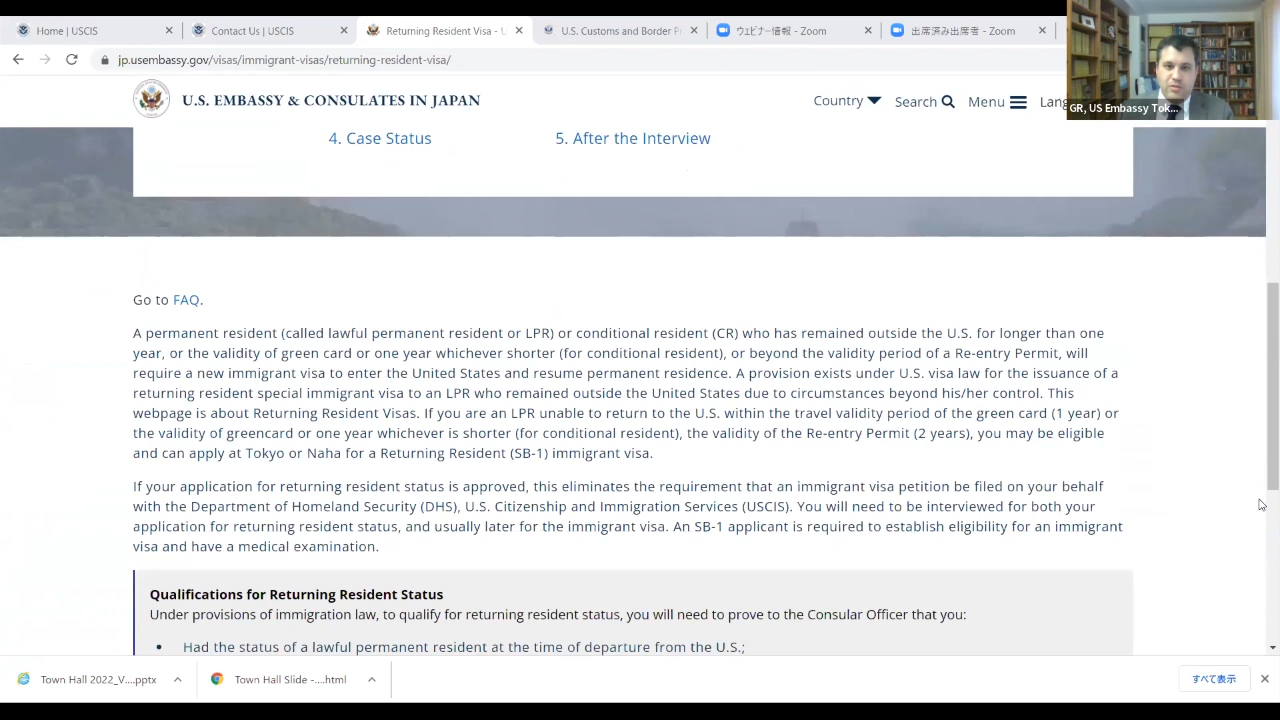 Home | USCIS
Contact Us | USCIS
Returning Resident Visa - U
U.S. Customs and Border Pr
ウェビナー情報 - Zoom
出席済み出席者 - Zoom
jp.usembassy.gov/visas/immigrant-visas/returning-resident-visa/
GR, US Embassy Tok...
U.S. EMBASSY & CONSULATES IN JAPAN
Country
Search
Menu
Lang
4. Case Status
5. After the Interview
Go to FAQ.
A permanent resident (called lawful permanent resident or LPR) or conditional resident (CR) who has remained outside the U.S. for longer than one
year, or the validity of green card or one year whichever shorter (for conditional resident), or beyond the validity period of a Re-entry Permit, will
require a new immigrant visa to enter the United States and resume permanent residence. A provision exists under U.S. visa law for the issuance of a
returning resident special immigrant visa to an LPR who remained outside the United States due to circumstances beyond his/her control. This
webpage is about Returning Resident Visas. If you are an LPR unable to return to the U.S. within the travel validity period of the green card (1 year) or
the validity of greencard or one year whichever is shorter (for conditional resident), the validity of the Re-entry Permit (2 years), you may be eligible
and can apply at Tokyo or Naha for a Returning Resident (SB-1) immigrant visa.
If your application for returning resident status is approved, this eliminates the requirement that an immigrant visa petition be filed on your behalf
with the Department of Homeland Security (DHS), U.S. Citizenship and Immigration Services (USCIS). You will need to be interviewed for both your
application for returning resident status, and usually later for the immigrant visa. An SB-1 applicant is required to establish eligibility for an immigrant
visa and have a medical examination.
Qualifications for Returning Resident Status
Under provisions of immigration law, to qualify for returning resident status, you will need to prove to the Consular Officer that you:
• Had the status of a lawful permanent resident at the time of departure from the U.S.;
Town Hall 2022_V....pptx
Town Hall Slide -....html
すべて表示